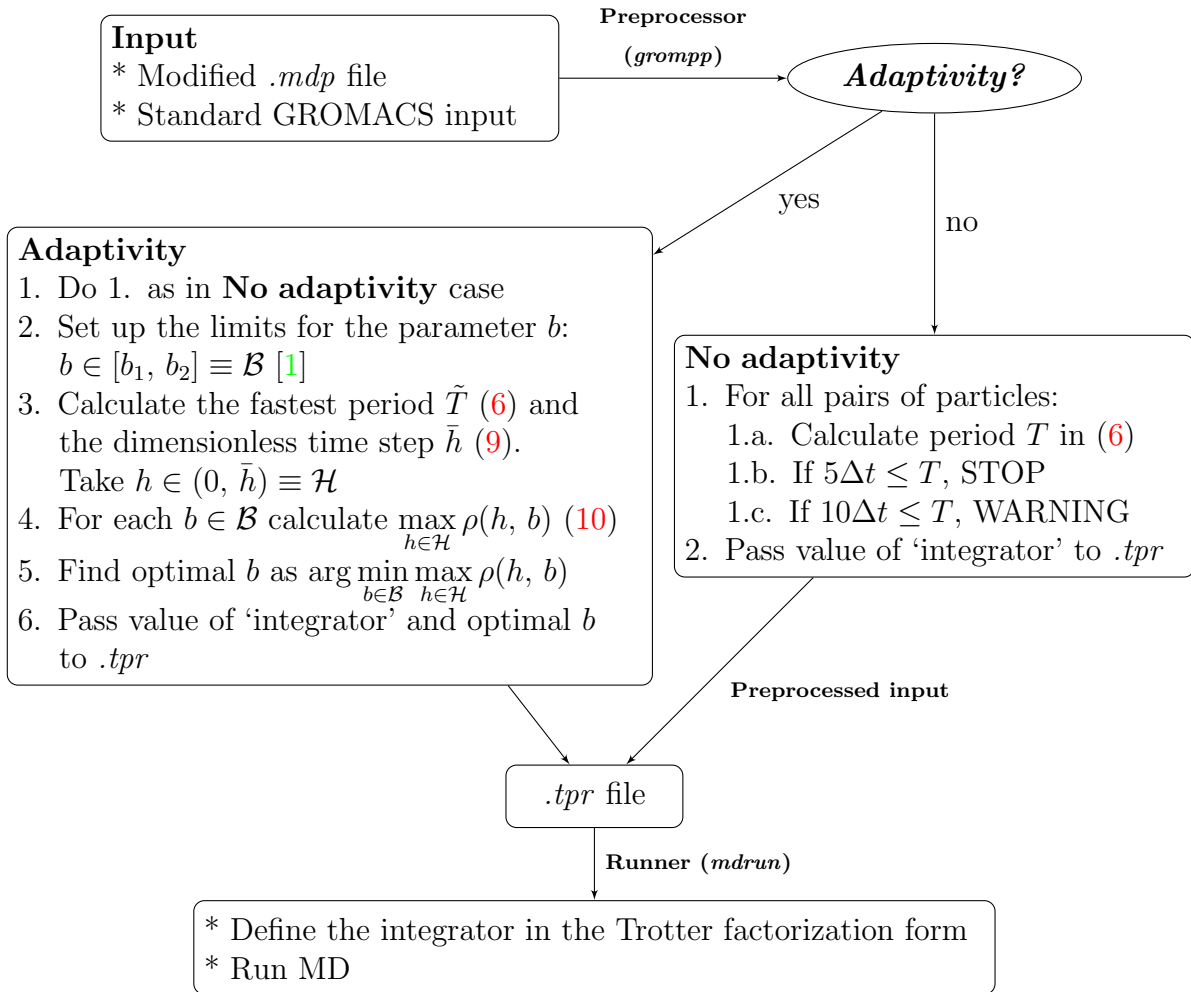 Input
* Modified .mdp file
* Standard GROMACS input
Preprocessor
(grompp)
Adaptivity?
yes
no
Adaptivity
1. Do 1. as in No adaptivity case
2. Set up the limits for the parameter b:
b ∈ [b₁, b₂] ≡ ℬ [1]
3. Calculate the fastest period T̃ (6) and
the dimensionless time step h̄ (9).
Take h ∈ (0, h̄) ≡ ℋ
4. For each b ∈ ℬ calculate max ρ(h, b) (10)
h∈ℋ
5. Find optimal b as arg min max ρ(h, b)
b∈ℬ h∈ℋ
6. Pass value of ‘integrator’ and optimal b
to .tpr
No adaptivity
1. For all pairs of particles:
1.a. Calculate period T in (6)
1.b. If 5Δt ≤ T, STOP
1.c. If 10Δt ≤ T, WARNING
2. Pass value of ‘integrator’ to .tpr
Preprocessed input
.tpr file
Runner (mdrun)
* Define the integrator in the Trotter factorization form
* Run MD